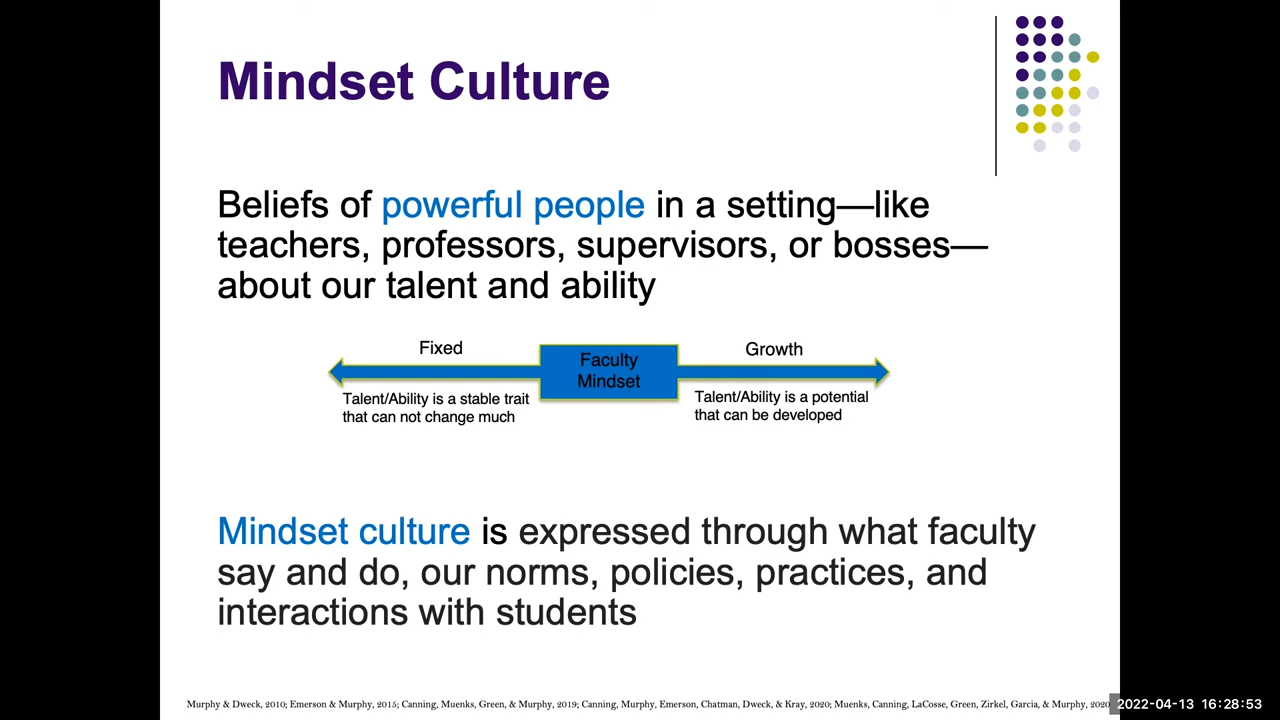 Mindset Culture
Beliefs of powerful people in a setting—like
teachers, professors, supervisors, or bosses—
about our talent and ability
Fixed
Faculty
Mindset
Growth
Talent/Ability is a stable trait
that can not change much
Talent/Ability is a potential
that can be developed
Mindset culture is expressed through what faculty
say and do, our norms, policies, practices, and
interactions with students
Murphy & Dweck, 2010; Emerson & Murphy, 2015; Canning, Muenks, Green, & Murphy, 2019; Canning, Murphy, Emerson, Chatman, Dweck, & Kray, 2020; Muenks, Canning, LaCosse, Green, Zirkel, Garcia, & Murphy, 2020
2022-04-13 16:28:53